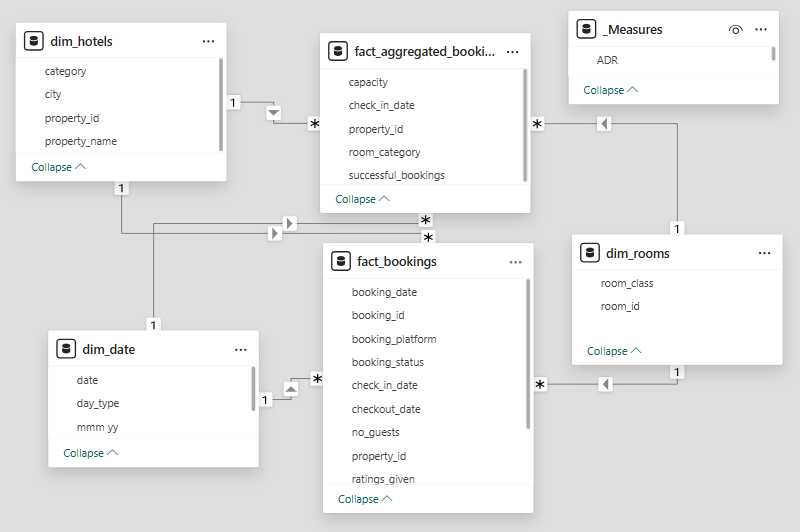 dim_hotels
category
city
property_id
property_name
Collapse
fact_aggregated_booki...
capacity
check_in_date
property_id
room_category
successful_bookings
Collapse
_Measures
ADR
Collapse
1
*
*
1
1
*
*
1
fact_bookings
booking_date
booking_id
booking_platform
booking_status
check_in_date
checkout_date
no_guests
property_id
ratings_given
Collapse
dim_rooms
room_class
room_id
Collapse
1
dim_date
date
day_type
mmm yy
Collapse
1
*
*
1